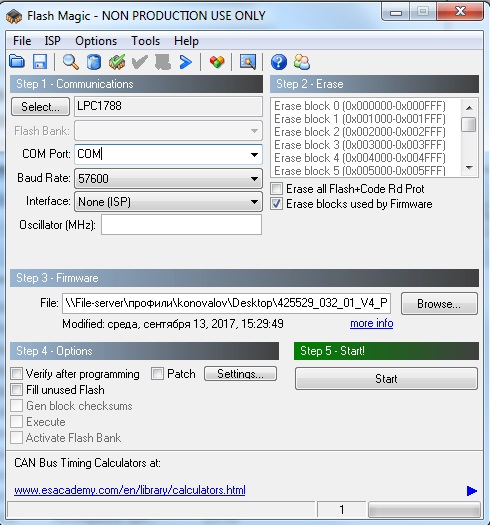 Flash Magic - NON PRODUCTION USE ONLY
File ISP Options Tools Help
Step 1 - Communications
Select... LPC1788
Flash Bank:
COM Port: COM
Baud Rate: 57600
Interface: None (ISP)
Oscillator (MHz):
Step 2 - Erase
Erase block 0 (0x000000-0x000FFF)
Erase block 1 (0x001000-0x001FFF)
Erase block 2 (0x002000-0x002FFF)
Erase block 3 (0x003000-0x003FFF)
Erase block 4 (0x004000-0x004FFF)
Erase block 5 (0x005000-0x005FFF)
Erase all Flash+Code Rd Prot
Erase blocks used by Firmware
Step 3 - Firmware
File: \\File-server\профили\konovalov\Desktop\425529_032_01_V4_P Browse...
Modified: среда, сентября 13, 2017, 15:29:49 more info
Step 4 - Options
Verify after programming Patch Settings...
Fill unused Flash
Gen block checksums
Execute
Activate Flash Bank
Step 5 - Start!
Start
CAN Bus Timing Calculators at:
www.esacademy.com/en/library/calculators.html
1